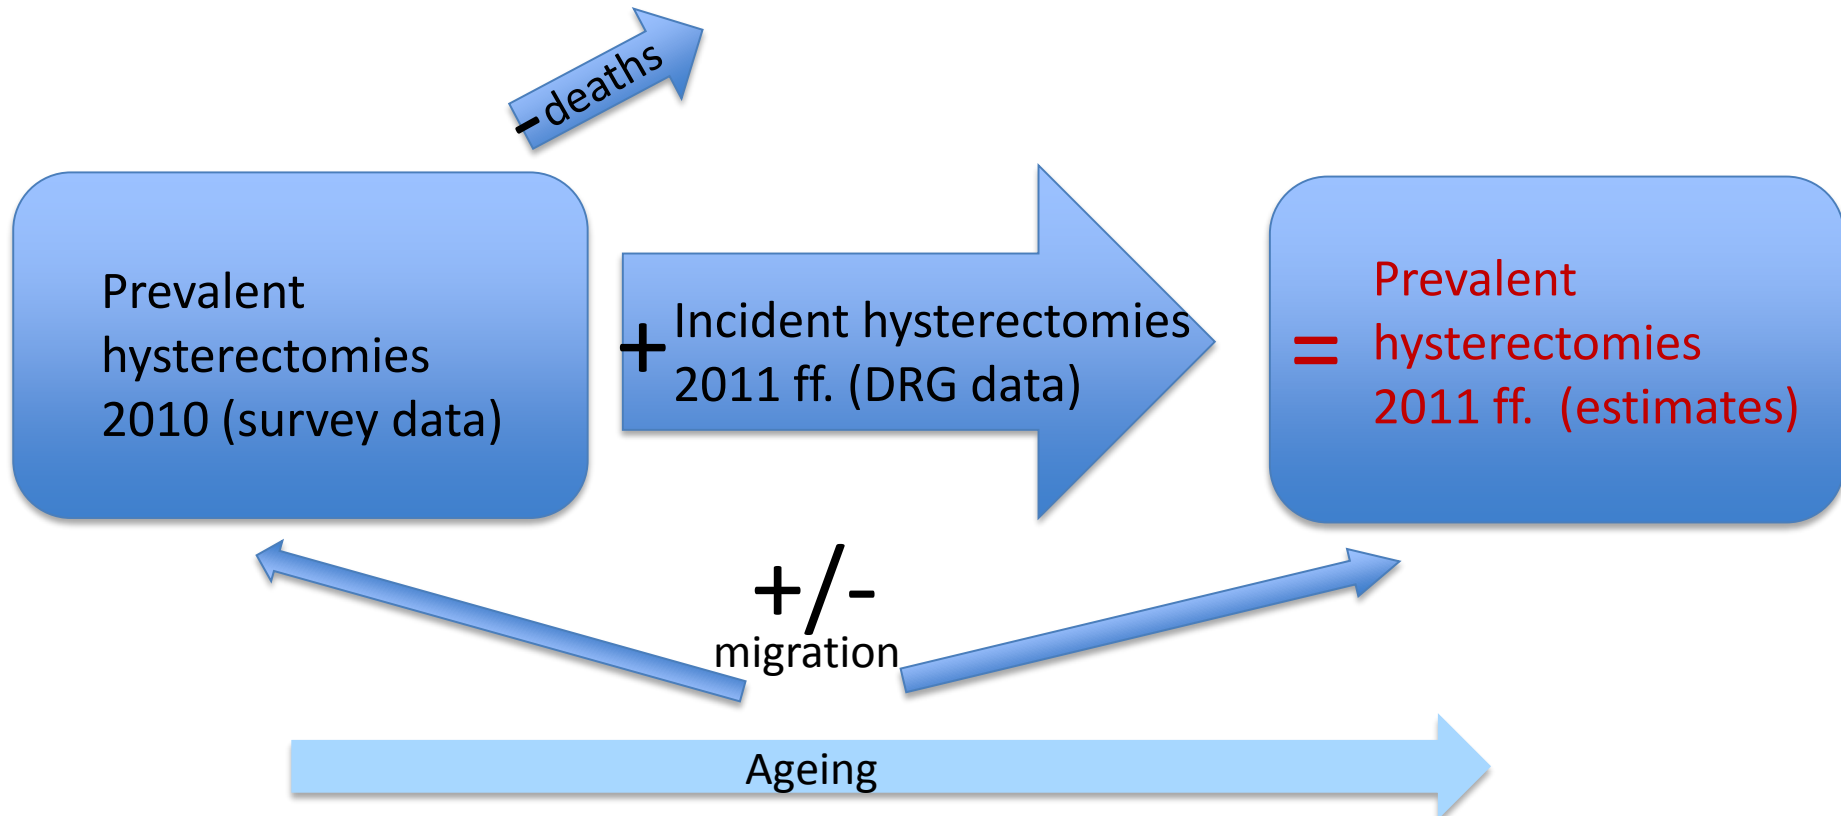 - deaths
Prevalent
hysterectomies
2010 (survey data)
+ Incident hysterectomies
2011 ff. (DRG data)
= Prevalent
hysterectomies
2011 ff. (estimates)
+/-
migration
Ageing